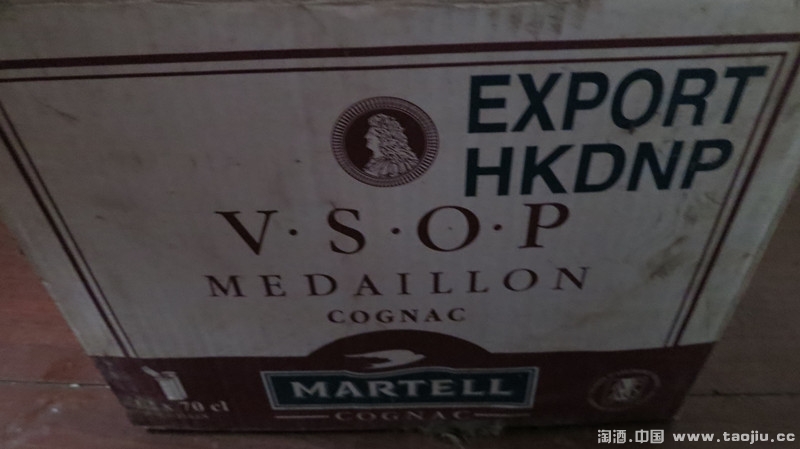 EXPORT
HKDNP
V·S·O·P
MEDAILLON
COGNAC
MARTELL
COGNAC
70 cl
淘酒.中国 www.taojiu.cc